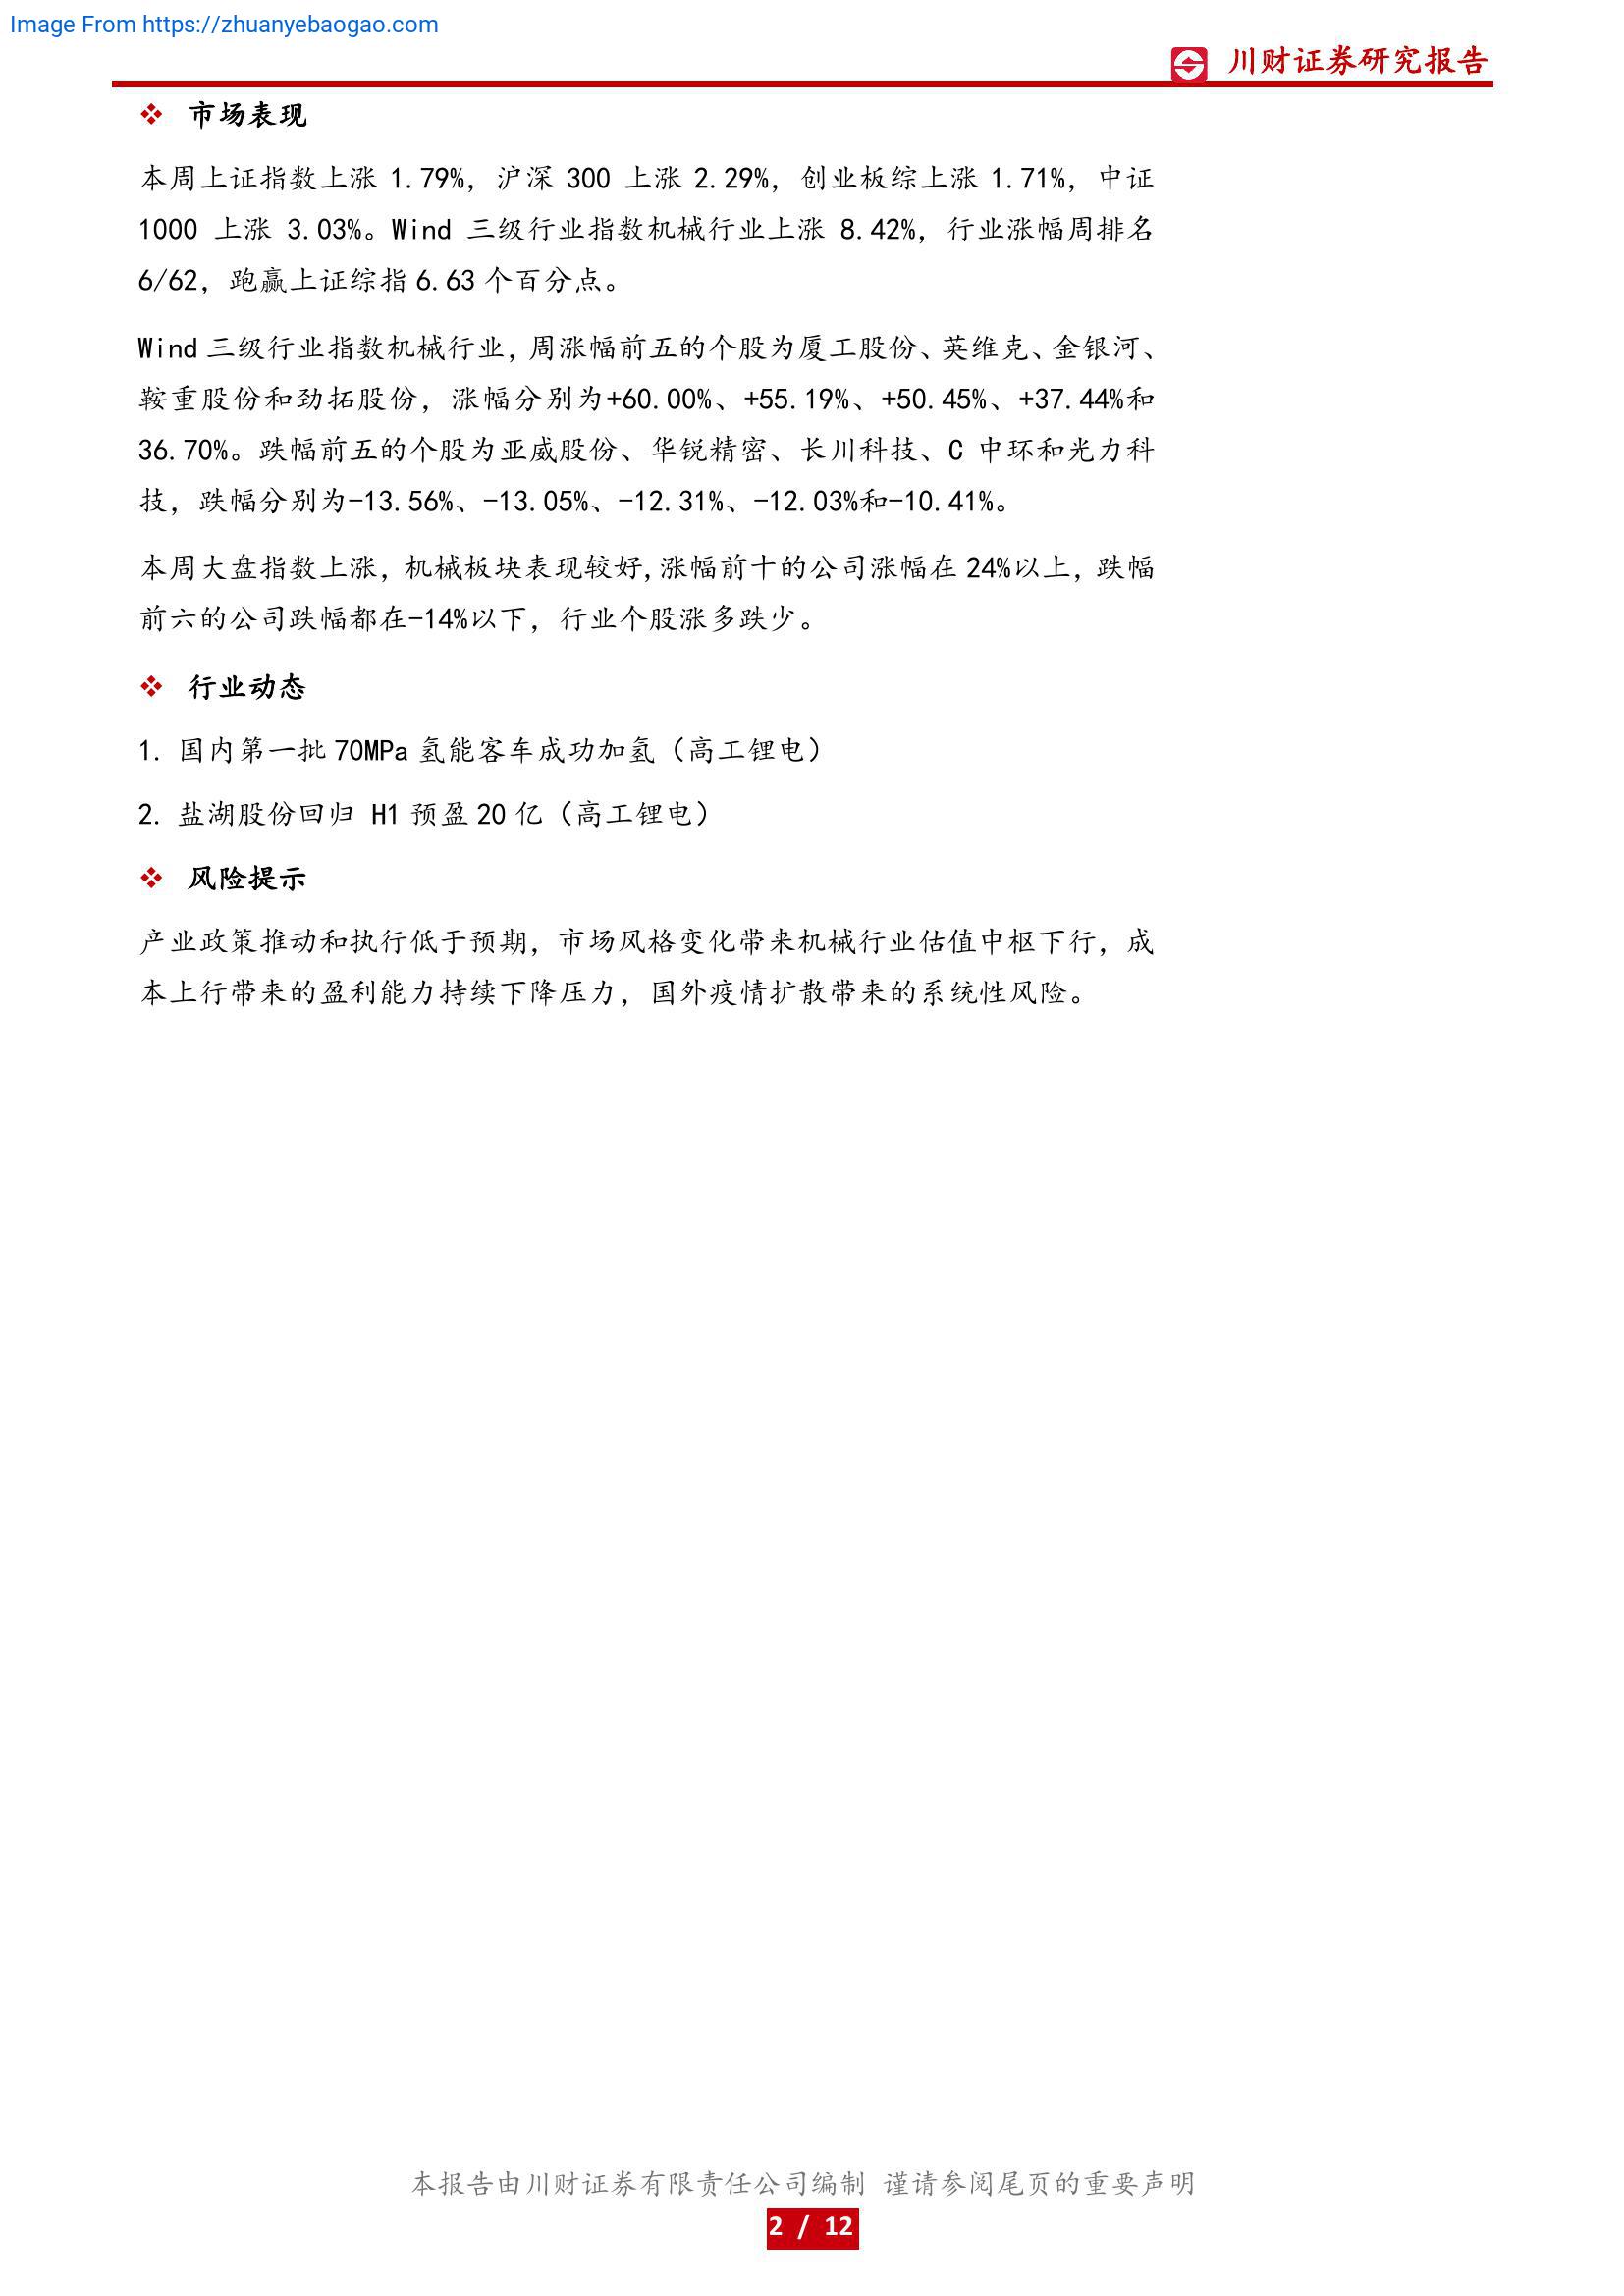 Image From https://zhuanyebaogao.com
川财证券研究报告
❖ 市场表现
本周上证指数上涨 1.79%，沪深 300 上涨 2.29%，创业板综上涨 1.71%，中证
1000 上涨 3.03%。Wind 三级行业指数机械行业上涨 8.42%，行业涨幅周排名
6/62，跑赢上证综指 6.63 个百分点。
Wind 三级行业指数机械行业，周涨幅前五的个股为厦工股份、英维克、金银河、
鞍重股份和劲拓股份，涨幅分别为+60.00%、+55.19%、+50.45%、+37.44%和
36.70%。跌幅前五的个股为亚威股份、华锐精密、长川科技、C 中环和光力科
技，跌幅分别为-13.56%、-13.05%、-12.31%、-12.03%和-10.41%。
本周大盘指数上涨，机械板块表现较好,涨幅前十的公司涨幅在 24%以上，跌幅
前六的公司跌幅都在-14%以下，行业个股涨多跌少。
❖ 行业动态
1. 国内第一批 70MPa 氢能客车成功加氢（高工锂电）
2. 盐湖股份回归 H1 预盈 20 亿（高工锂电）
❖ 风险提示
产业政策推动和执行低于预期，市场风格变化带来机械行业估值中枢下行，成
本上行带来的盈利能力持续下降压力，国外疫情扩散带来的系统性风险。
本报告由川财证券有限责任公司编制 谨请参阅尾页的重要声明
2 / 12